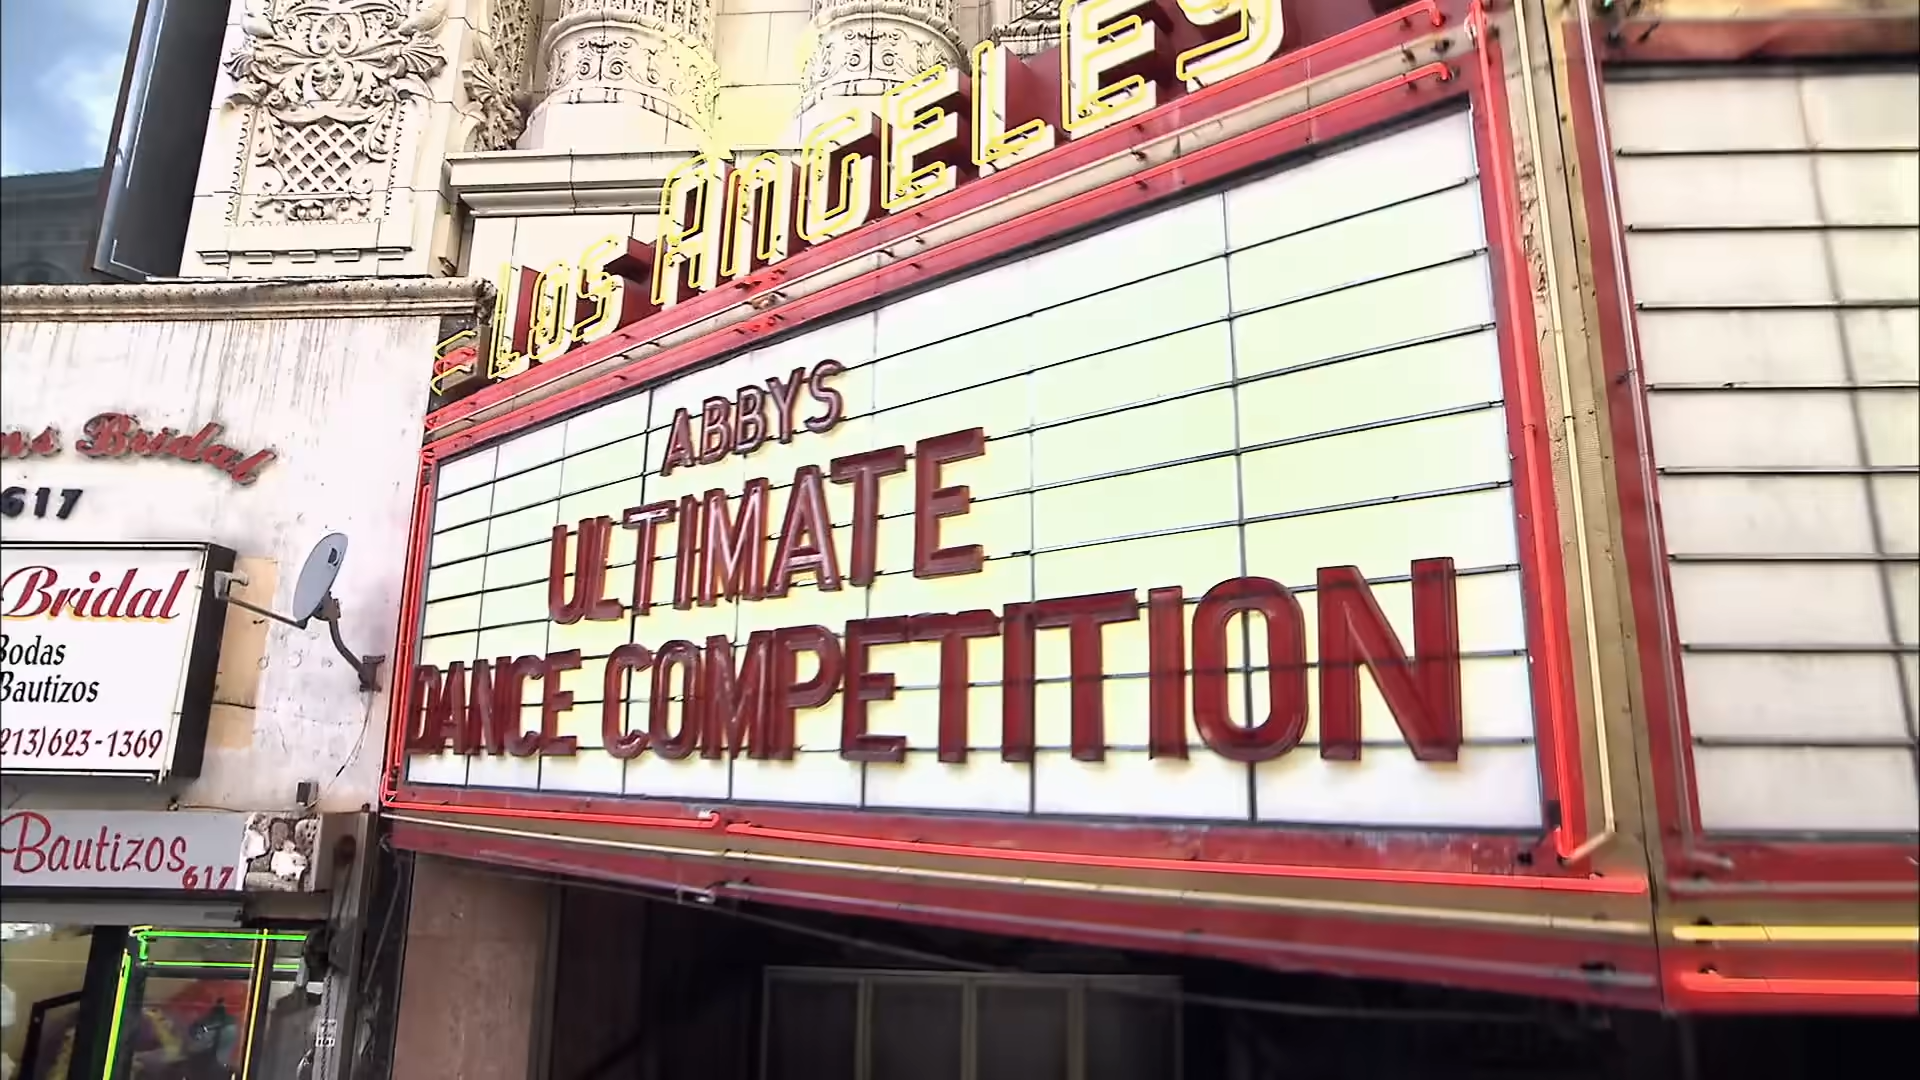 LOS ANGELES
ABBYS
ULTIMATE
DANCE COMPETITION
Bridal
617
Bridal
Bodas
Bautizos
213)623-1369
Bautizos
617